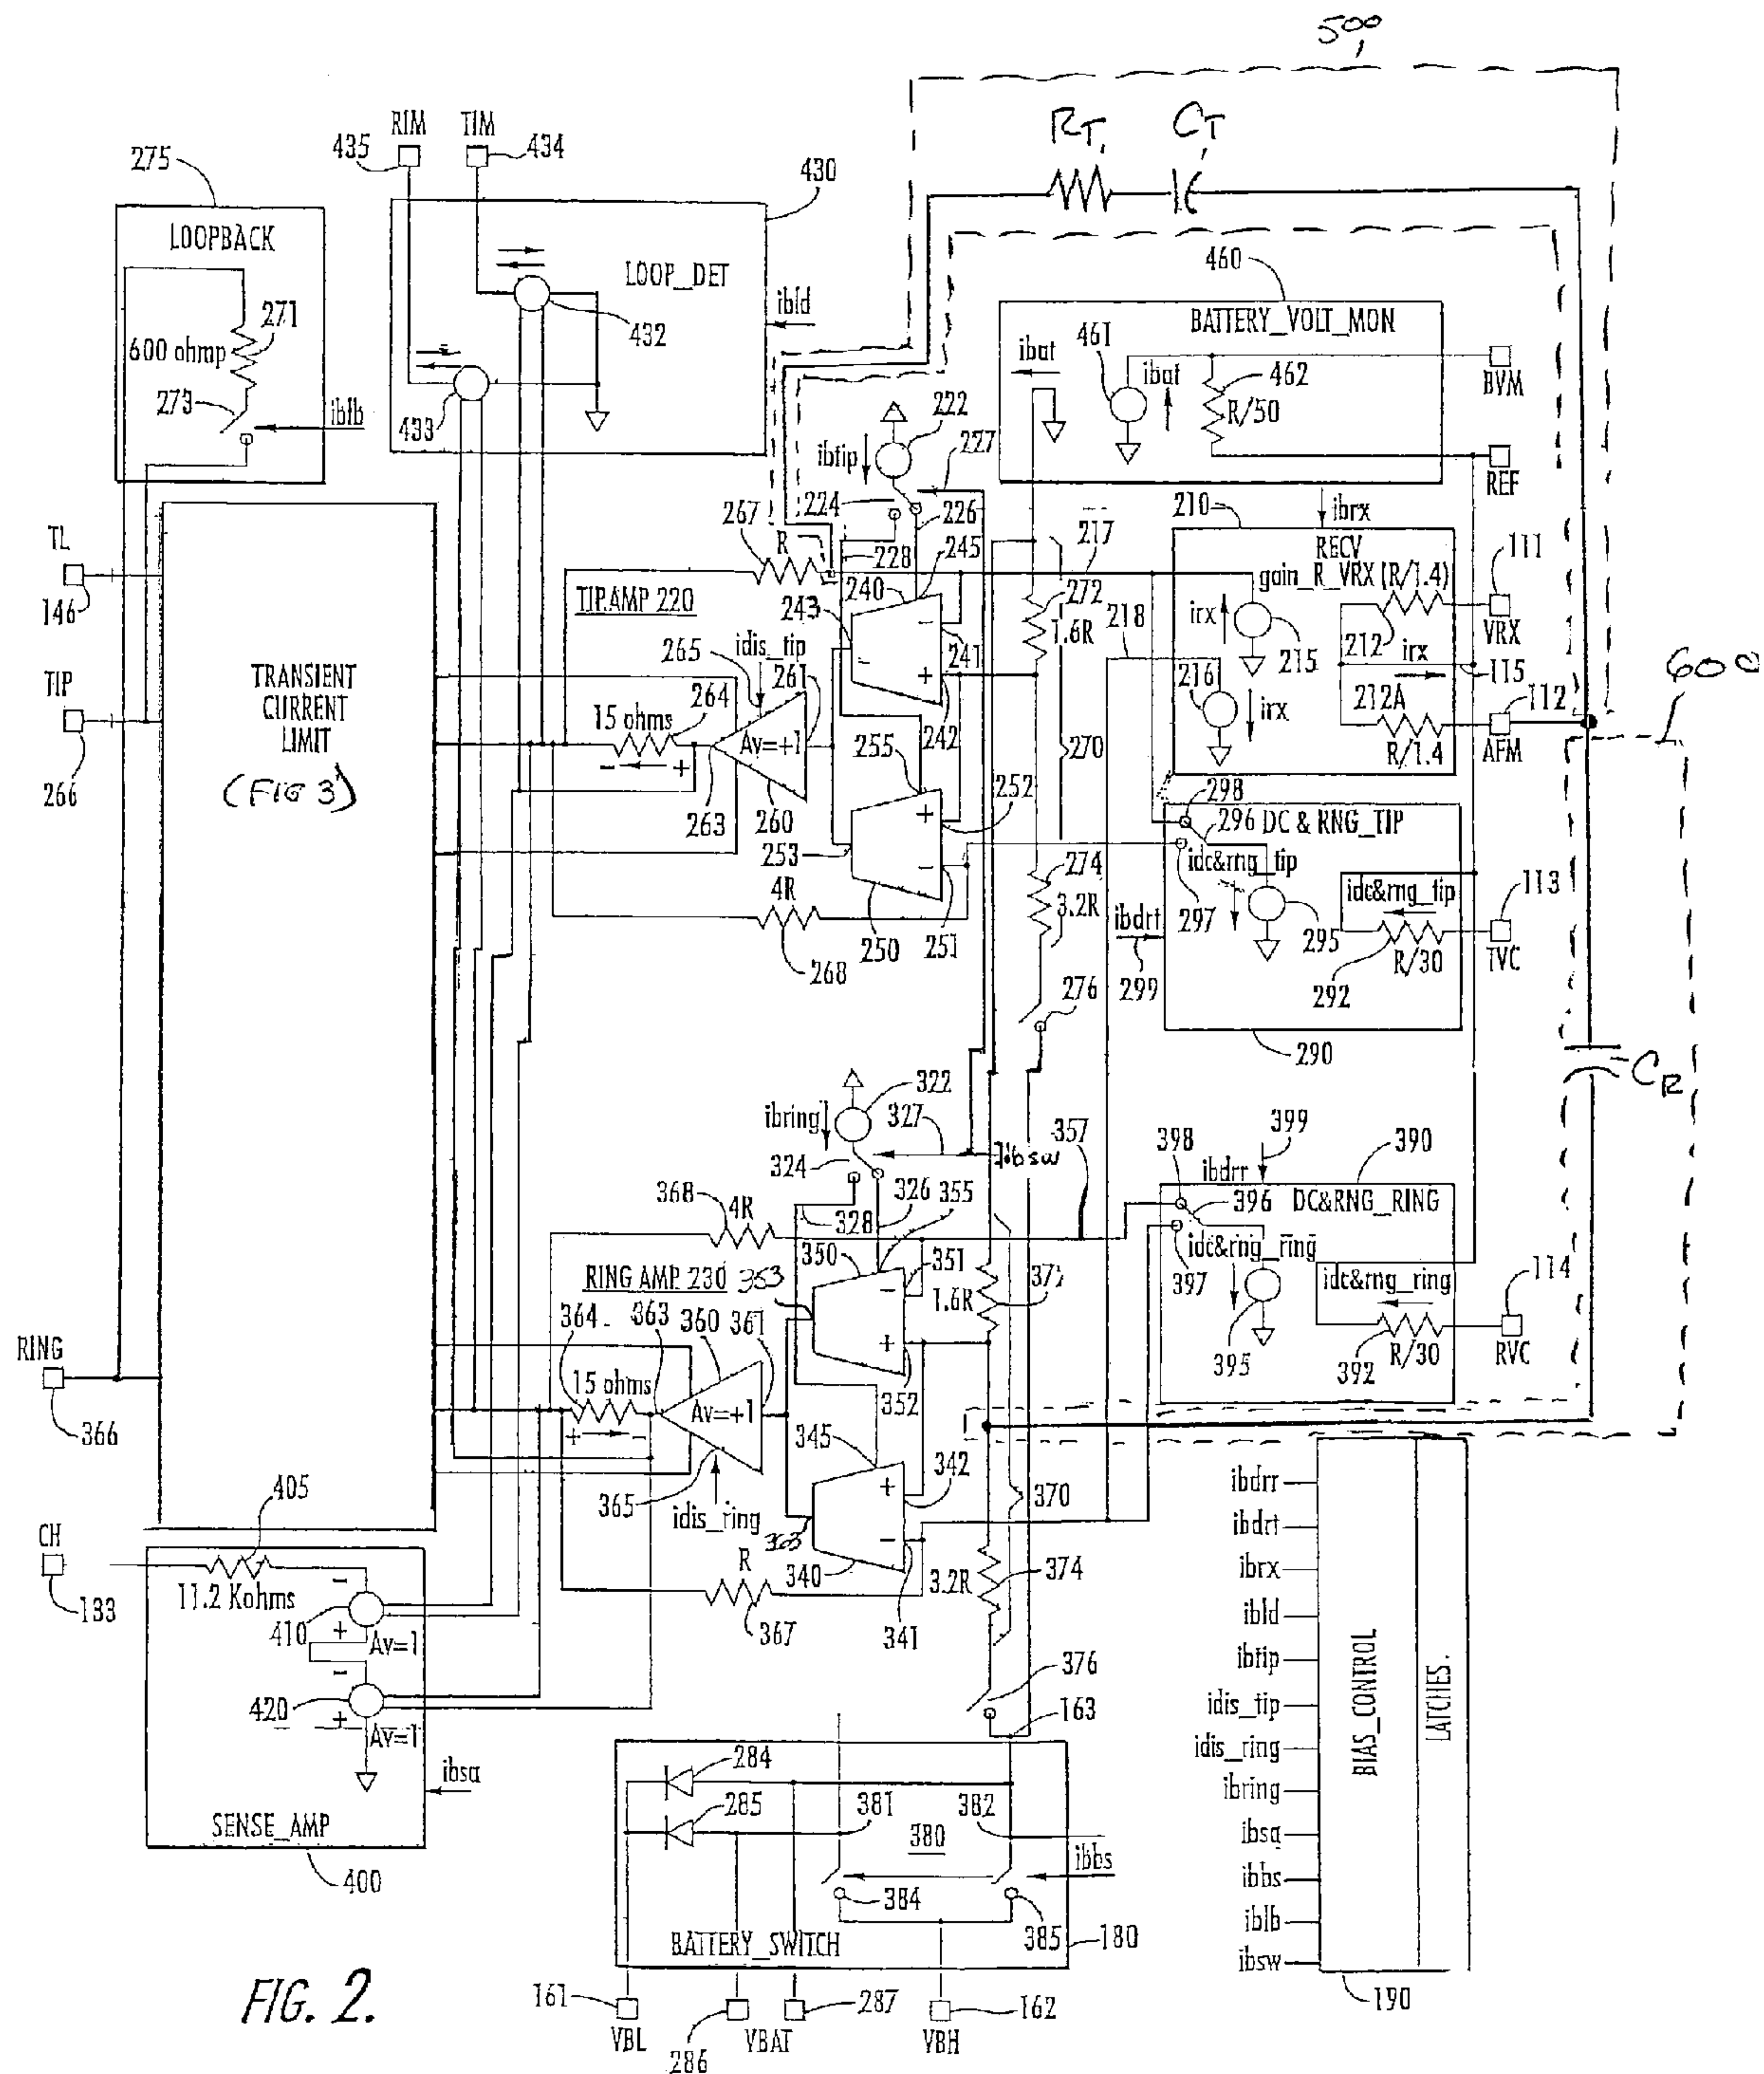 500
R_T
C_T
RIM TIM
435
434
275
430
LOOPBACK
LOOP_DET
271
600 ohmp
273
iblb
432
433
ibld
460
BATTERY_VOLT_MON
ibat
461
ibat
462
R/50
BVM
REF
222
ibtip
227
224
226
228
245
217
210
ibrx
RECV
gain_R_VRX (R/1.4)
111
VRX
irx
215
212
irx
115
216
irx
212A
R/1.4
112
AFM
600
TL
146
TIP
266
TRANSIENT
CURRENT
LIMIT
(FIG 3)
267
R
TIP AMP 220
240
243
241
242
265
idis_tip
261
264
15 ohms
Av=+1
263
260
255
252
253
250
251
4R
268
272
1.6R
218
270
274
3.2R
276
298
296
DC & RNG_TIP
idc&rng_tip
297
295
idc&rng_tip
113
ibdrt
299
292
R/30
TVC
290
C_R
322
ibring
327
ibsw
324
326
328
355
357
398
399
390
ibdrr
396
DC&RNG_RING
idc&rng_ring
397
395
idc&rng_ring
114
392
R/30
RVC
368
4R
350
351
RING AMP 230
353
1.6R
364
363
360
361
15 ohms
Av=+1
352
345
342
365
idis_ring
363
340
341
R
367
370
3.2R
374
376
RING
366
CH
133
405
11.2 Kohms
410
Av=1
420
Av=1
ibsa
SENSE_AMP
400
163
284
285
381
382
380
ibbs
384
385
BATTERY_SWITCH
180
161
VBL
286
VBAT
287
VBH
162
ibdrr
ibdrt
ibrx
ibld
ibtip
idis_tip
idis_ring
ibring
ibsa
ibbs
iblb
ibsw
BIAS_CONTROL
LATCHES.
190
FIG. 2.